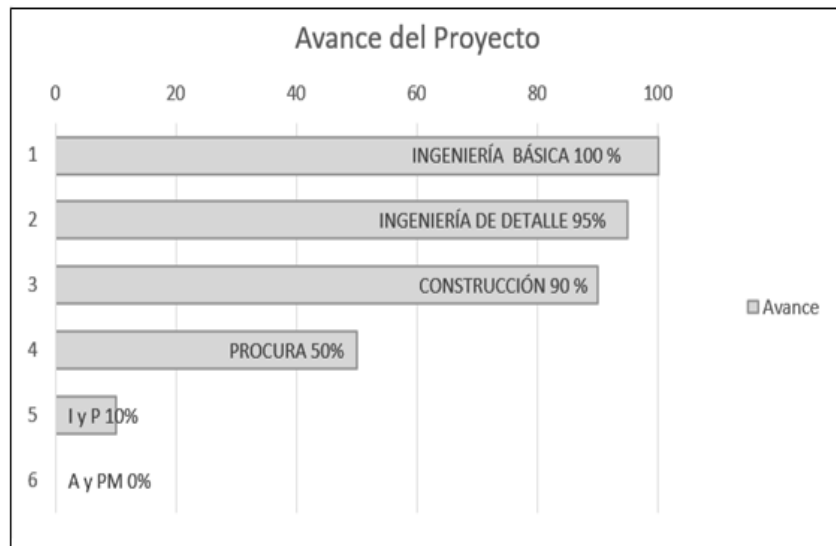 Avance del Proyecto
0 20 40 60 80 100
1 INGENIERÍA BÁSICA 100 %
2 INGENIERÍA DE DETALLE 95%
3 CONSTRUCCIÓN 90 %
Avance
4 PROCURA 50%
5 I y P 10%
6 A y PM 0%